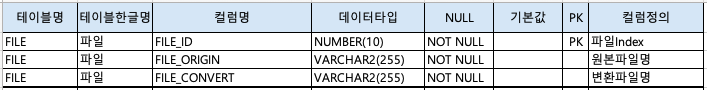 테이블명 테이블한글명 컬럼명 데이터타입 NULL 기본값 PK 컬럼정의
FILE 파일 FILE_ID NUMBER(10) NOT NULL PK 파일Index
FILE 파일 FILE_ORIGIN VARCHAR2(255) NOT NULL 원본파일명
FILE 파일 FILE_CONVERT VARCHAR2(255) NOT NULL 변환파일명